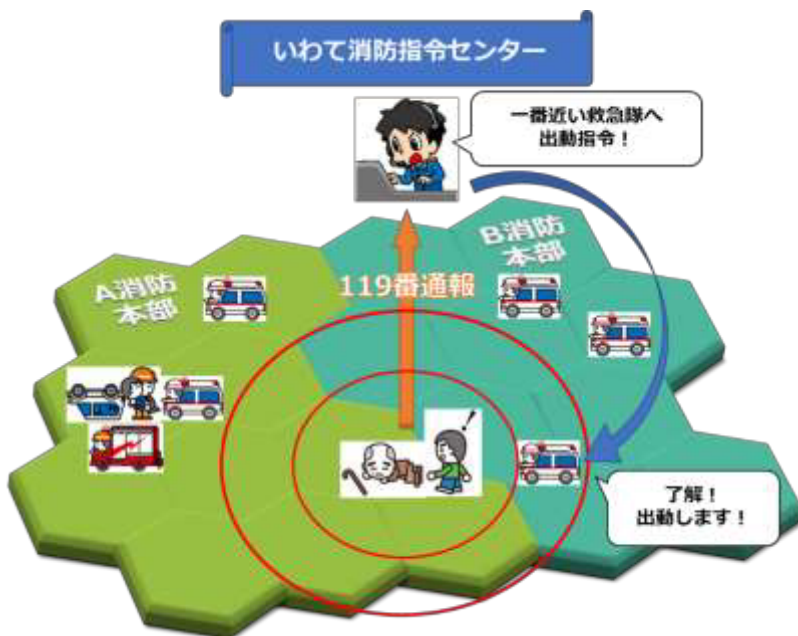 いわて消防指令センター
一番近い救急隊へ
出動指令！
B消防
本部
A消防
本部
119番通報
！
了解！
出動します！